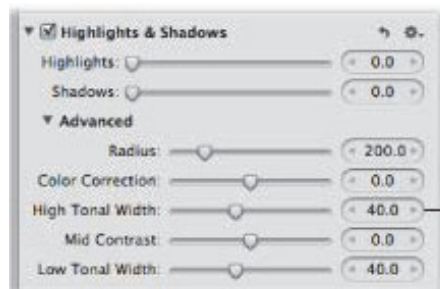 Highlights & Shadows
Highlights: 0.0
Shadows: 0.0
Advanced
Radius: 200.0
Color Correction: 0.0
High Tonal Width: 40.0
Mid Contrast: 0.0
Low Tonal Width: 40.0